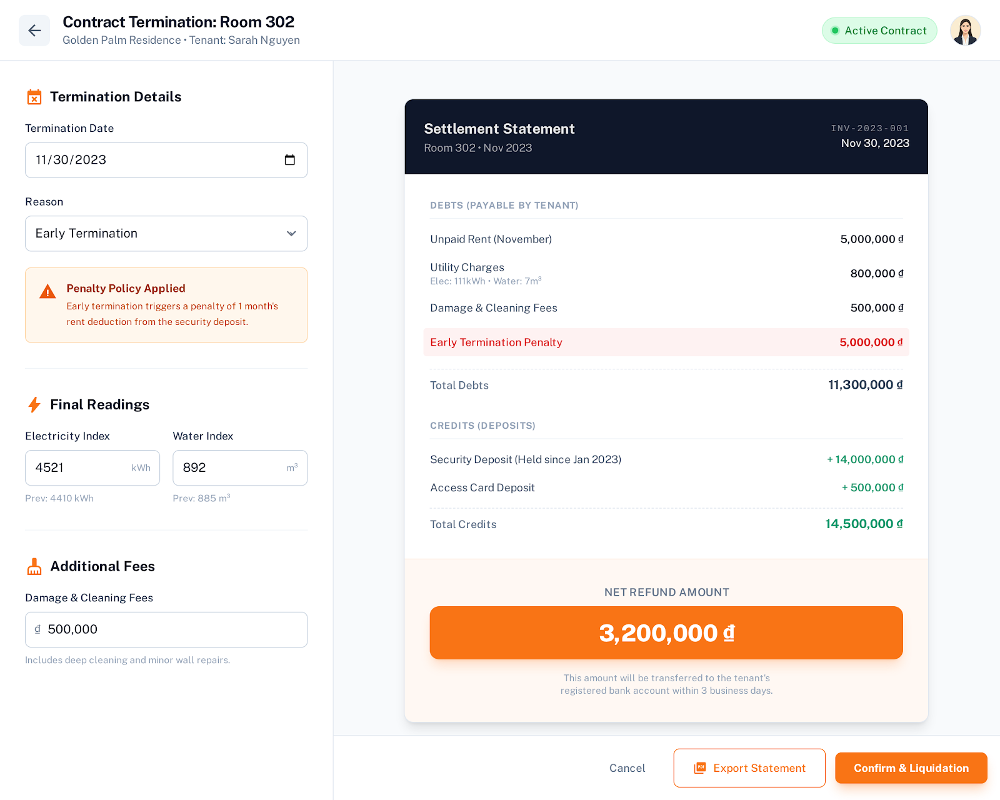 Contract Termination: Room 302
Golden Palm Residence • Tenant: Sarah Nguyen
Active Contract
Termination Details
Termination Date
11/30/2023
Reason
Early Termination
Penalty Policy Applied
Early termination triggers a penalty of 1 month's
rent deduction from the security deposit.
Final Readings
Electricity Index
4521 kWh
Prev: 4410 kWh
Water Index
892 m³
Prev: 885 m³
Additional Fees
Damage & Cleaning Fees
₫ 500,000
Includes deep cleaning and minor wall repairs.
Settlement Statement
Room 302 • Nov 2023
INV-2023-001
Nov 30, 2023
DEBTS (PAYABLE BY TENANT)
Unpaid Rent (November) 5,000,000 ₫
Utility Charges 800,000 ₫
Elec: 111kWh • Water: 7m³
Damage & Cleaning Fees 500,000 ₫
Early Termination Penalty 5,000,000 ₫
Total Debts 11,300,000 ₫
CREDITS (DEPOSITS)
Security Deposit (Held since Jan 2023) + 14,000,000 ₫
Access Card Deposit + 500,000 ₫
Total Credits 14,500,000 ₫
NET REFUND AMOUNT
3,200,000 ₫
This amount will be transferred to the tenant's
registered bank account within 3 business days.
Cancel
PDF Export Statement
Confirm & Liquidation